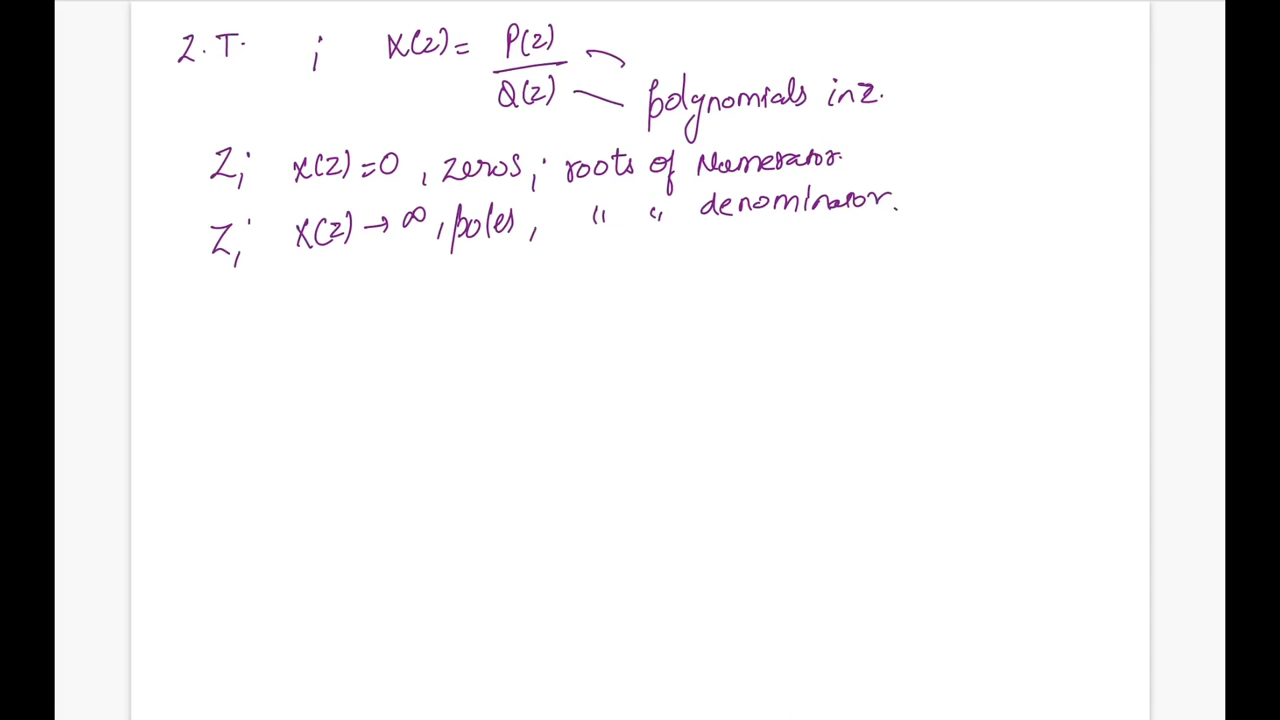 Z.T. ; X(z) = P(z)/Q(z) polynomials in z.
Z; X(z)=0, zeros; roots of Numerator.
Z; X(z) → ∞, poles, " " denominator.